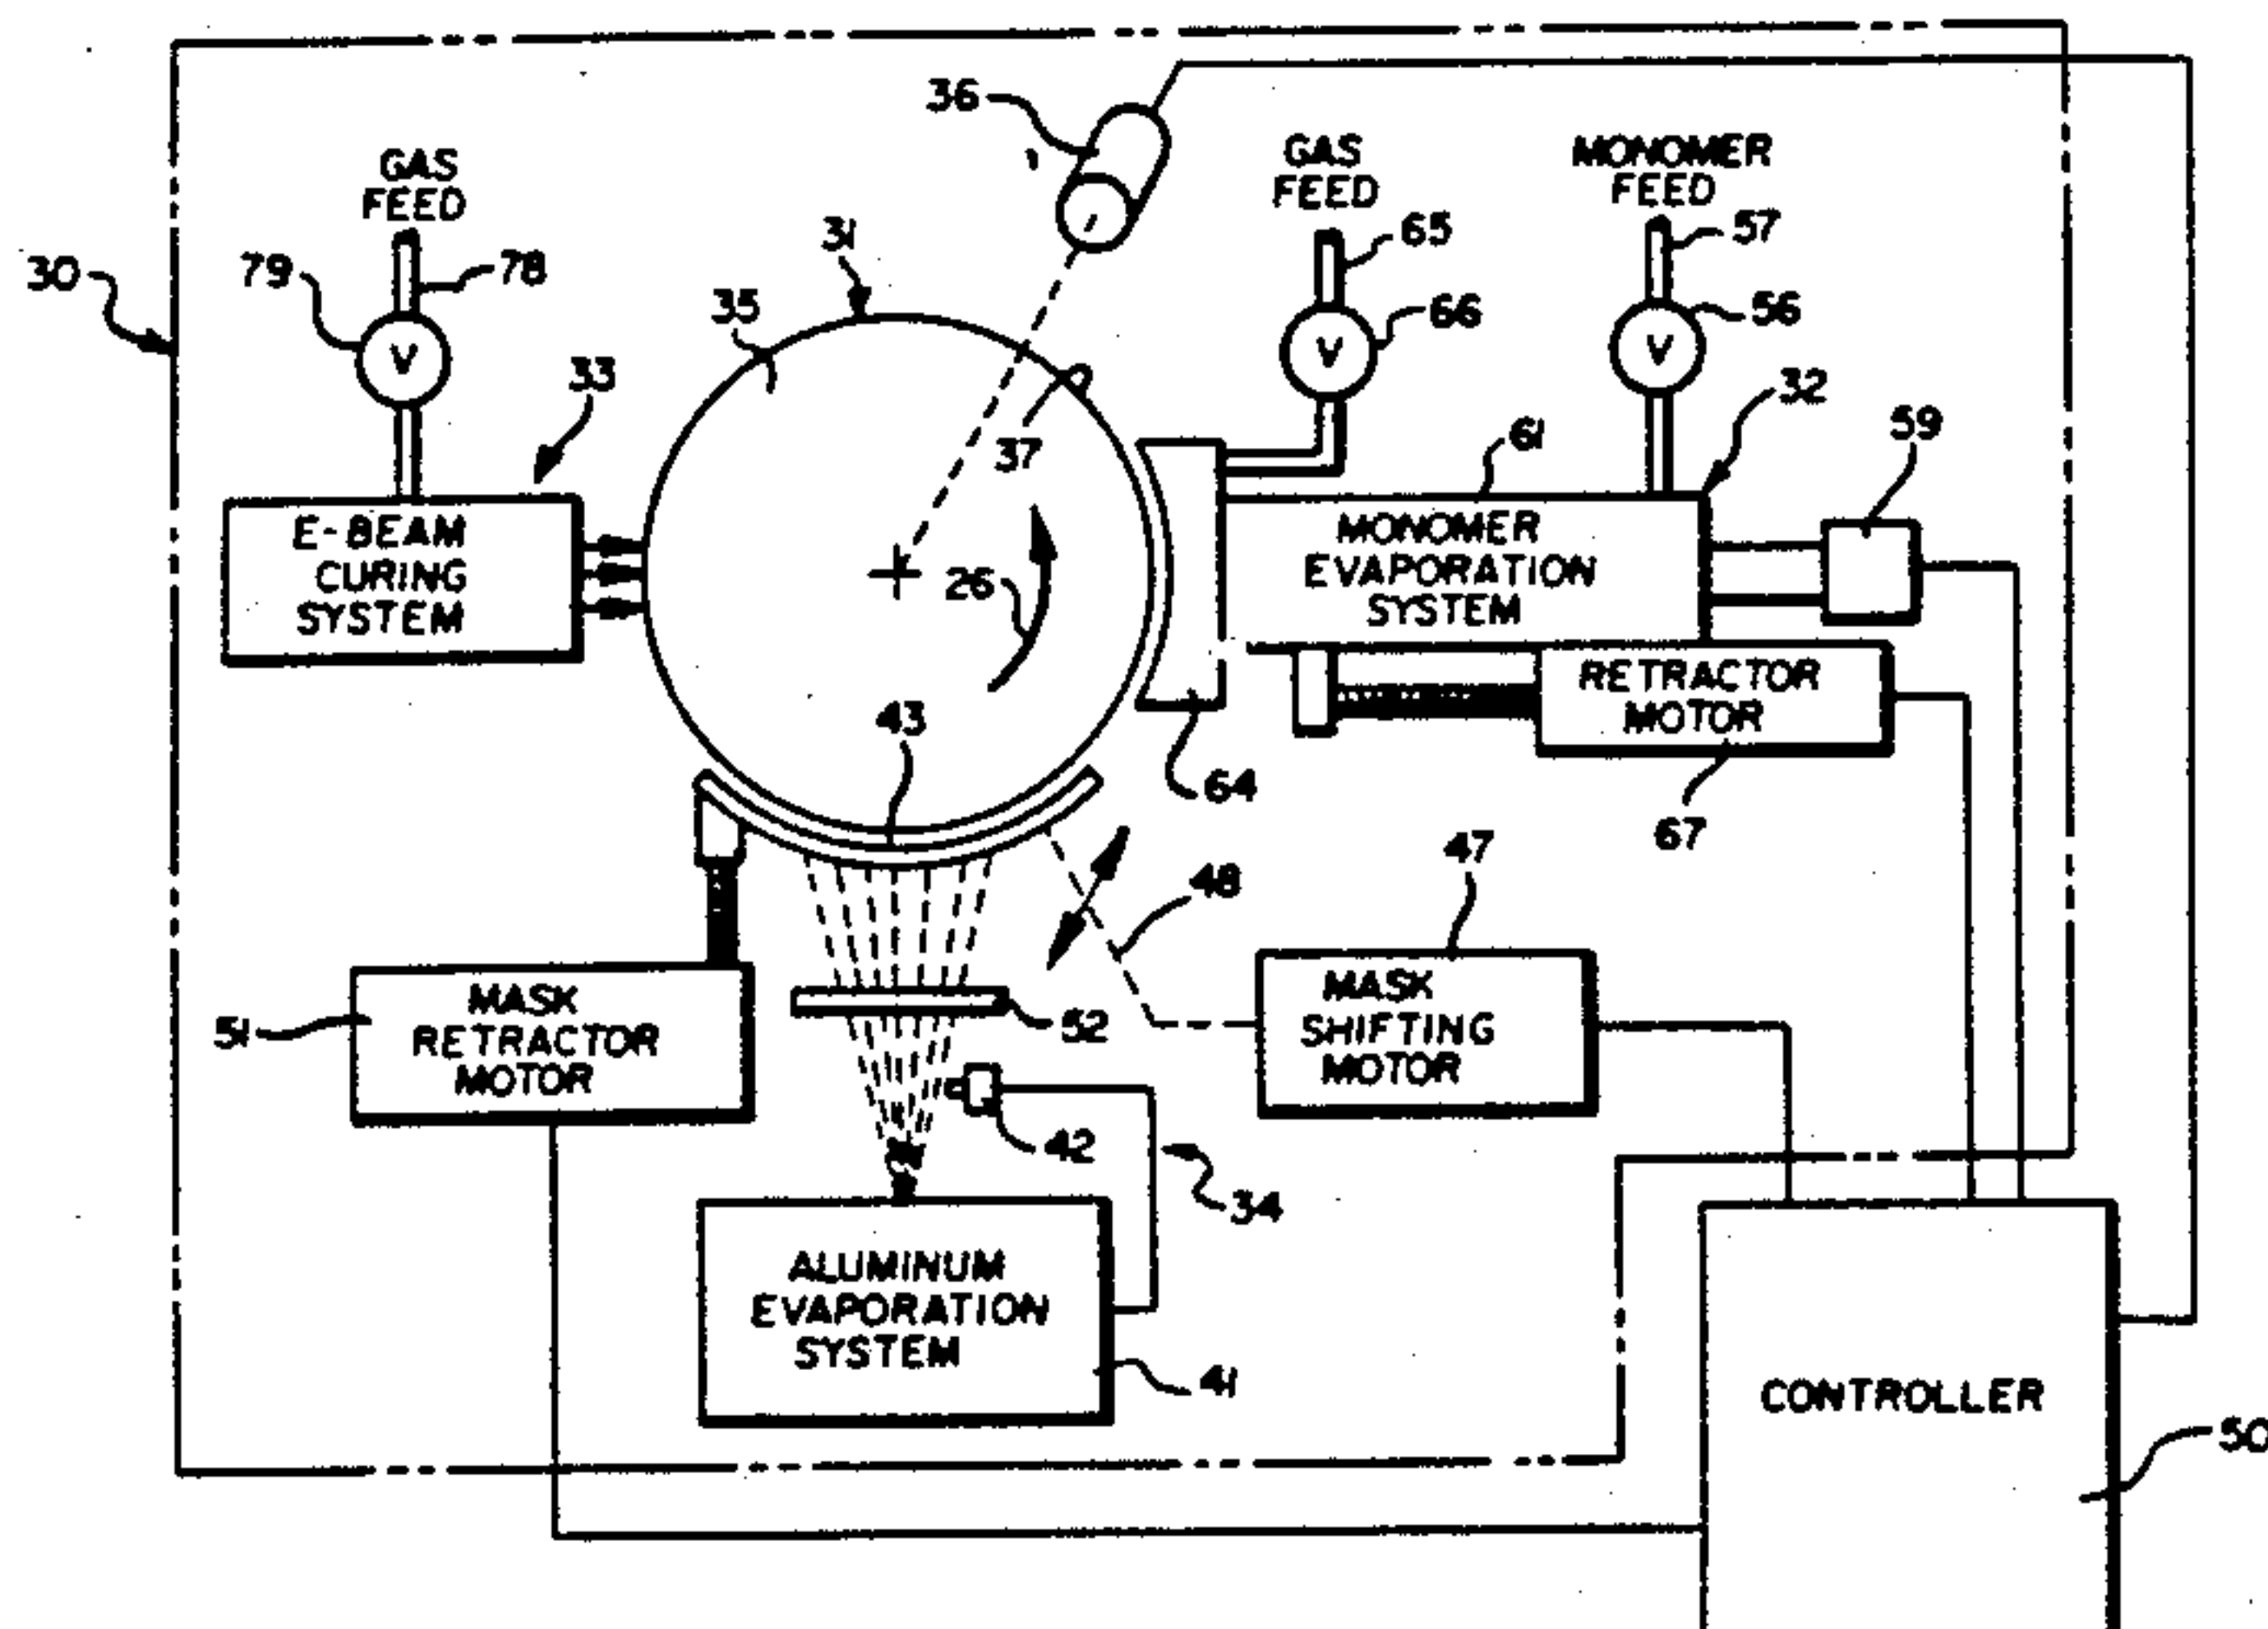 36
GAS
FEED
GAS
FEED
MONOMER
FEED
30
79
78
31
35
65
57
66
56
V
V
V
33
37
61
32
59
E-BEAM
CURING
SYSTEM
26
MONOMER
EVAPORATION
SYSTEM
RETRACTOR
MOTOR
43
64
67
48
47
51
MASK
RETRACTOR
MOTOR
52
MASK
SHIFTING
MOTOR
42
34
ALUMINUM
EVAPORATION
SYSTEM
41
CONTROLLER
50